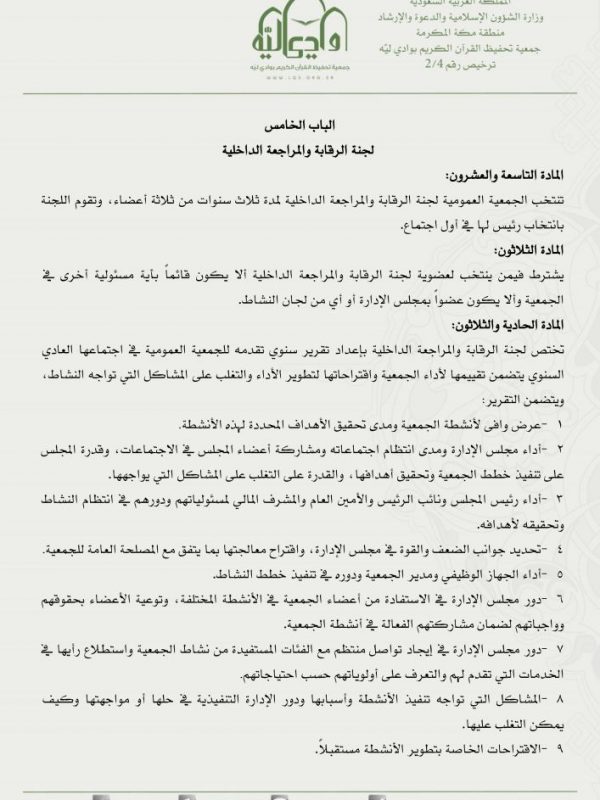 المملكة العربية السعودية
وزارة الشؤون الإسلامية والدعوة والإرشاد
منطقة مكة المكرمة
جمعية تحفيظ القرآن الكريم بوادي ليّه
ترخيص رقم 2/4
وادي ليّه
جمعية تحفيظ القرآن الكريم بوادي ليّه
WWW.LQS.ORG.SA
الباب الخامس
لجنة الرقابة والمراجعة الداخلية
المادة التاسعة والعشرون:
تنتخب الجمعية العمومية لجنة الرقابة والمراجعة الداخلية لمدة ثلاث سنوات من ثلاثة أعضاء، وتقوم اللجنة
بانتخاب رئيس لها في أول اجتماع.
المادة الثلاثون:
يشترط فيمن ينتخب لعضوية لجنة الرقابة والمراجعة الداخلية ألا يكون قائماً بأية مسئولية أخرى في
الجمعية وألا يكون عضواً بمجلس الإدارة أو أي من لجان النشاط.
المادة الحادية والثلاثون:
تختص لجنة الرقابة والمراجعة الداخلية بإعداد تقرير سنوي تقدمه للجمعية العمومية في اجتماعها العادي
السنوي يتضمن تقييمها لأداء الجمعية واقتراحاتها لتطوير الأداء والتغلب على المشاكل التي تواجه النشاط،
ويتضمن التقرير:
١ -عرض وافى لأنشطة الجمعية ومدى تحقيق الأهداف المحددة لهذه الأنشطة.
٢ -أداء مجلس الإدارة ومدى انتظام اجتماعاته ومشاركة أعضاء المجلس في الاجتماعات، وقدرة المجلس
على تنفيذ خطط الجمعية وتحقيق أهدافها، والقدرة على التغلب على المشاكل التي يواجهها.
٣ -أداء رئيس المجلس ونائب الرئيس والأمين العام والمشرف المالي لمسئولياتهم ودورهم في انتظام النشاط
وتحقيقه لأهدافه.
٤ -تحديد جوانب الضعف والقوة في مجلس الإدارة، واقتراح معالجتها بما يتفق مع المصلحة العامة للجمعية.
٥ -أداء الجهاز الوظيفي ومدير الجمعية ودوره في تنفيذ خطط النشاط.
٦ -دور مجلس الإدارة في الاستفادة من أعضاء الجمعية في الأنشطة المختلفة، وتوعية الأعضاء بحقوقهم
وواجباتهم لضمان مشاركتهم الفعالة في أنشطة الجمعية.
٧ -دور مجلس الإدارة في إيجاد تواصل منتظم مع الفئات المستفيدة من نشاط الجمعية واستطلاع رأيها في
الخدمات التي تقدم لهم والتعرف على أولوياتهم حسب احتياجاتهم.
٨ -المشاكل التي تواجه تنفيذ الأنشطة وأسبابها ودور الإدارة التنفيذية في حلها أو مواجهتها وكيف
يمكن التغلب عليها.
٩ -الاقتراحات الخاصة بتطوير الأنشطة مستقبلاً.